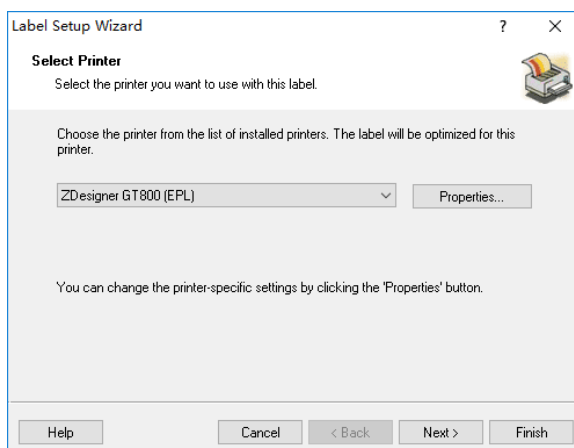 Label Setup Wizard ?
Select Printer
Select the printer you want to use with this label.
Choose the printer from the list of installed printers. The label will be optimized for this
printer.
ZDesigner GT800 (EPL) Properties...
You can change the printer-specific settings by clicking the 'Properties' button.
Help Cancel < Back Next > Finish